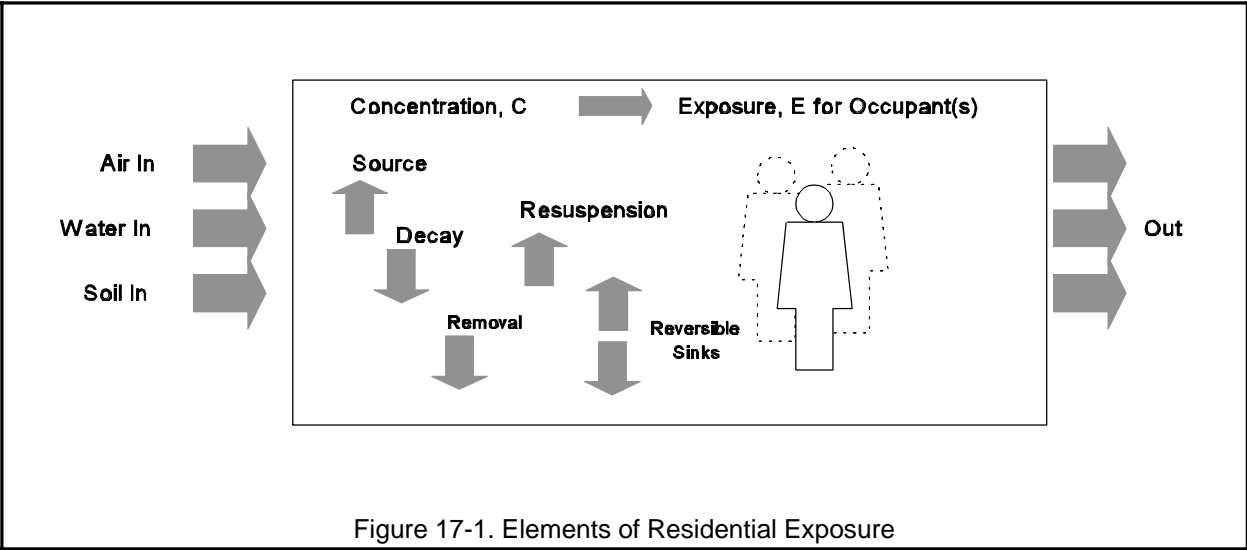 Concentration, C
Exposure, E for Occupant(s)
Air In
Source
Resuspension
Water In
Decay
Out
Soil In
Removal
Reversible
Sinks
Figure 17-1. Elements of Residential Exposure